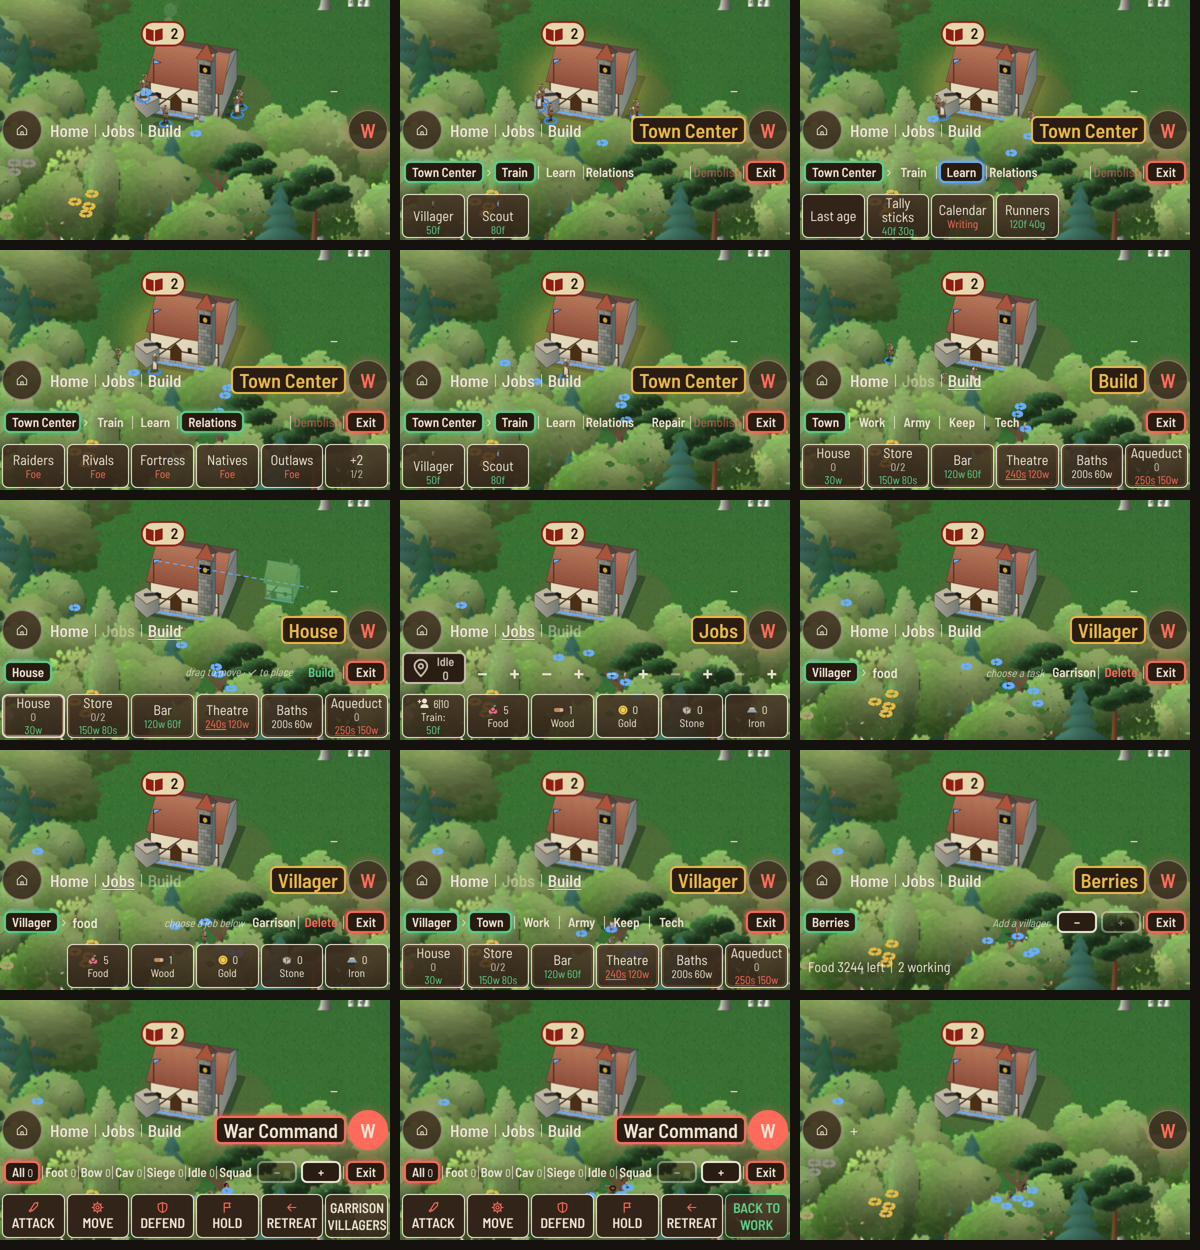 2
Home | Jobs | Build
W
2
Home | Jobs | Build
Town Center
W
Town Center › Train | Learn | Relations
Demolish
Exit
Villager
50f
Scout
80f
2
Home | Jobs | Build
Town Center
W
Town Center › Train | Learn | Relations
Demolish
Exit
Last age
Tally sticks
40f 30g
Calendar
Writing
Runners
120f 40g
2
Home | Jobs | Build
Town Center
W
Town Center › Train | Learn | Relations
Demolish
Exit
Raiders
Foe
Rivals
Foe
Fortress
Foe
Natives
Foe
Outlaws
Foe
+2
1/2
2
Home | Jobs | Build
Town Center
W
Town Center › Train | Learn | Relations
Repair | Demolish
Exit
Villager
50f
Scout
80f
2
Home | Jobs | Build
Build
W
Town | Work | Army | Keep | Tech
Exit
House
0
30w
Store
0/2
150w 80s
Bar
120w 60f
Theatre
240s 120w
Baths
200s 60w
Aqueduct
0
250s 150w
2
Home | Jobs | Build
House
W
House
drag to move · ✓ to place
Build
Exit
House
0
30w
Store
0/2
150w 80s
Bar
120w 60f
Theatre
240s 120w
Baths
200s 60w
Aqueduct
0
250s 150w
2
Home | Jobs | Build
Jobs
W
Idle
0
− + − + − + − + − +
6|10
Train:
50f
5
Food
1
Wood
0
Gold
0
Stone
0
Iron
2
Home | Jobs | Build
Villager
W
Villager › food
choose a task
Garrison | Delete
Exit
2
Home | Jobs | Build
Villager
W
Villager › food
choose a job below
Garrison | Delete
Exit
5
Food
1
Wood
0
Gold
0
Stone
0
Iron
2
Home | Jobs | Build
Villager
W
Villager › Town | Work | Army | Keep | Tech
Exit
House
0
30w
Store
0/2
150w 80s
Bar
120w 60f
Theatre
240s 120w
Baths
200s 60w
Aqueduct
0
250s 150w
2
Home | Jobs | Build
Berries
W
Berries
Add a villager
− +
Exit
Food 3244 left | 2 working
2
Home | Jobs | Build
War Command
W
All 0 | Foot 0 | Bow 0 | Cav 0 | Siege 0 | Idle 0 | Squad
− +
Exit
ATTACK
MOVE
DEFEND
HOLD
RETREAT
GARRISON
VILLAGERS
2
Home | Jobs | Build
War Command
W
All 0 | Foot 0 | Bow 0 | Cav 0 | Siege 0 | Idle 0 | Squad
− +
Exit
ATTACK
MOVE
DEFEND
HOLD
RETREAT
BACK TO
WORK
2
+
W